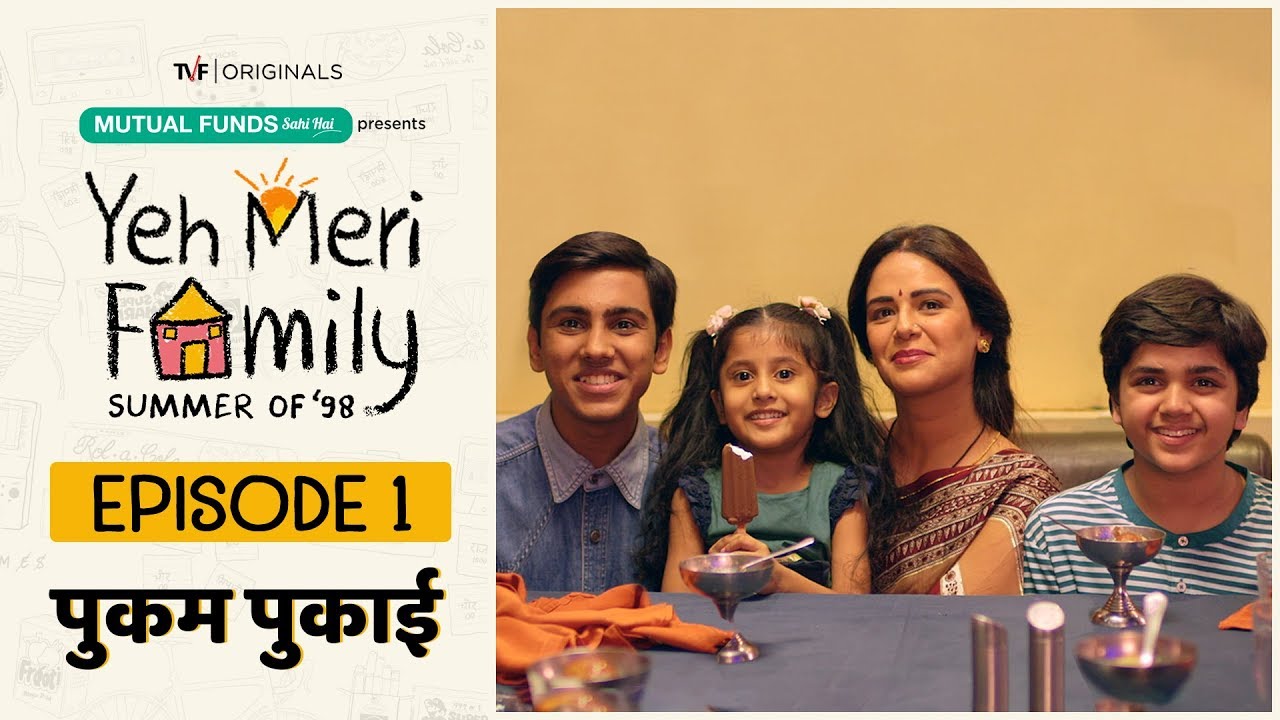 TVF | ORIGINALS
MUTUAL FUNDS Sahi Hai presents
Yeh Meri
Family
SUMMER OF '98
EPISODE 1
पुकम पुकाई